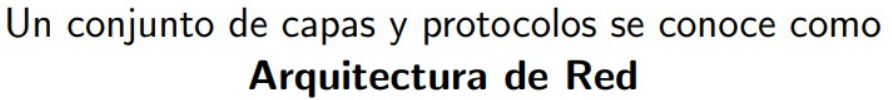 Un conjunto de capas y protocolos se conoce como
Arquitectura de Red